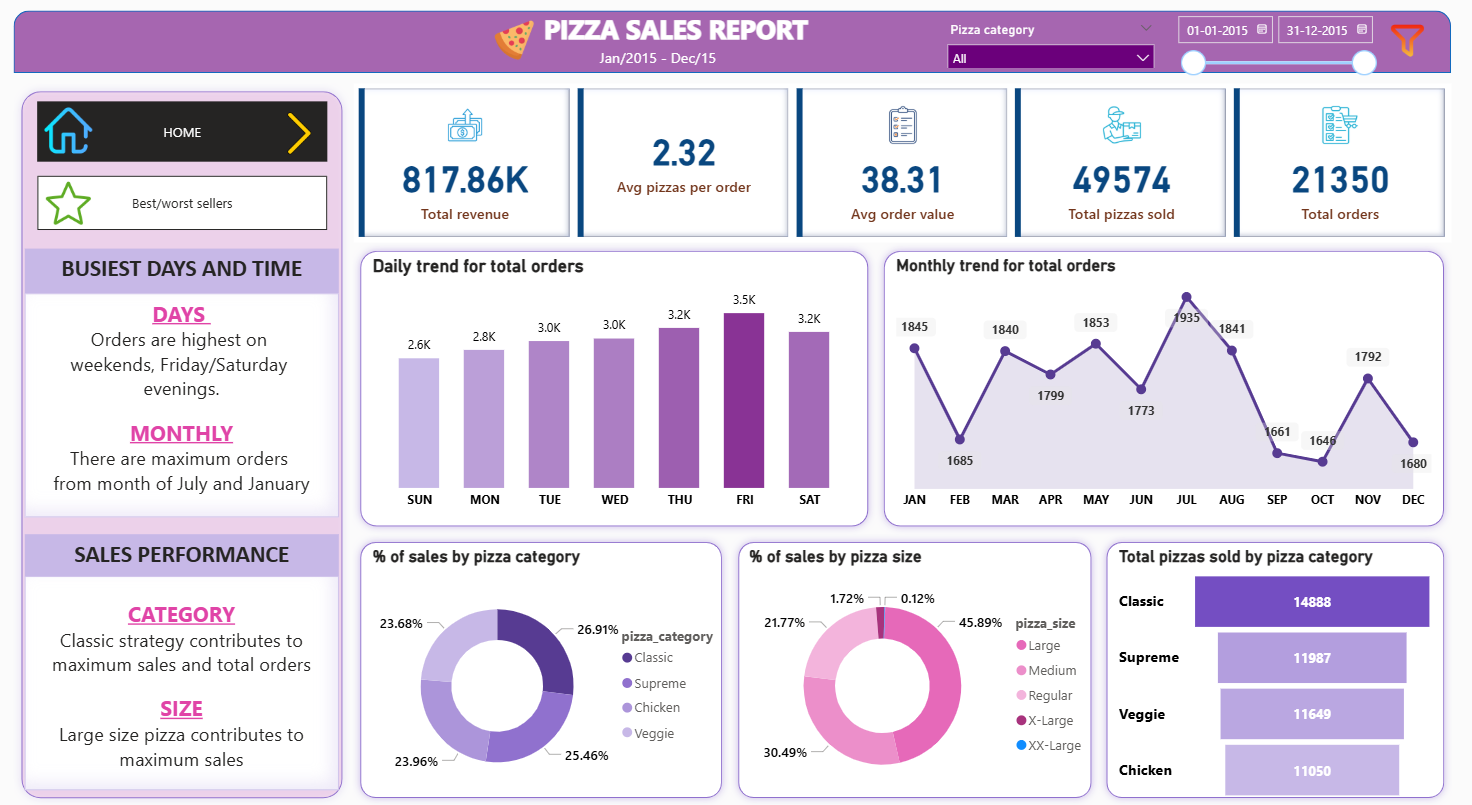 PIZZA SALES REPORT
Jan/2015 - Dec/15
Pizza category
All
01-01-2015
31-12-2015
HOME
Best/worst sellers
BUSIEST DAYS AND TIME
DAYS
Orders are highest on
weekends, Friday/Saturday
evenings.
MONTHLY
There are maximum orders
from month of July and January
SALES PERFORMANCE
CATEGORY
Classic strategy contributes to
maximum sales and total orders
SIZE
Large size pizza contributes to
maximum sales
817.86K
Total revenue
2.32
Avg pizzas per order
38.31
Avg order value
49574
Total pizzas sold
21350
Total orders
Daily trend for total orders
2.6K
2.8K
3.0K
3.0K
3.2K
3.5K
3.2K
SUN
MON
TUE
WED
THU
FRI
SAT
Monthly trend for total orders
1845
1685
1840
1799
1853
1773
1935
1841
1661
1646
1792
1680
JAN
FEB
MAR
APR
MAY
JUN
JUL
AUG
SEP
OCT
NOV
DEC
% of sales by pizza category
26.91%
25.46%
23.96%
23.68%
pizza_category
Classic
Supreme
Chicken
Veggie
% of sales by pizza size
45.89%
30.49%
21.77%
1.72%
0.12%
pizza_size
Large
Medium
Regular
X-Large
XX-Large
Total pizzas sold by pizza category
Classic 14888
Supreme 11987
Veggie 11649
Chicken 11050